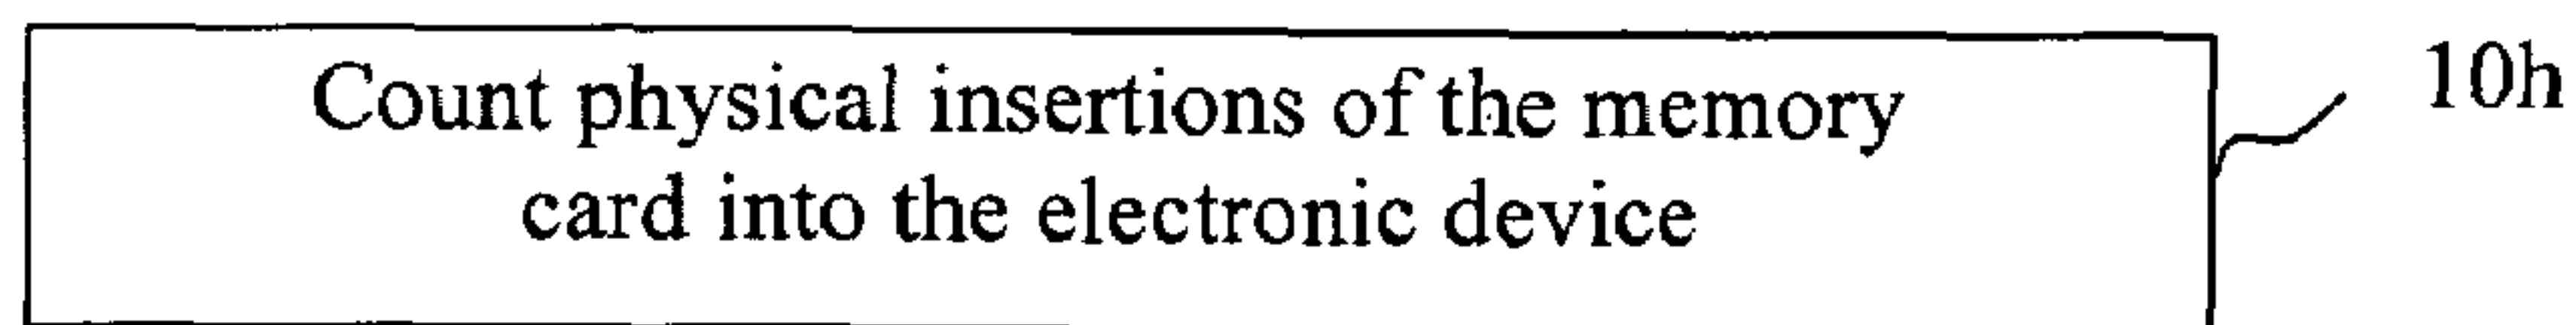 Count physical insertions of the memory 10h
card into the electronic device